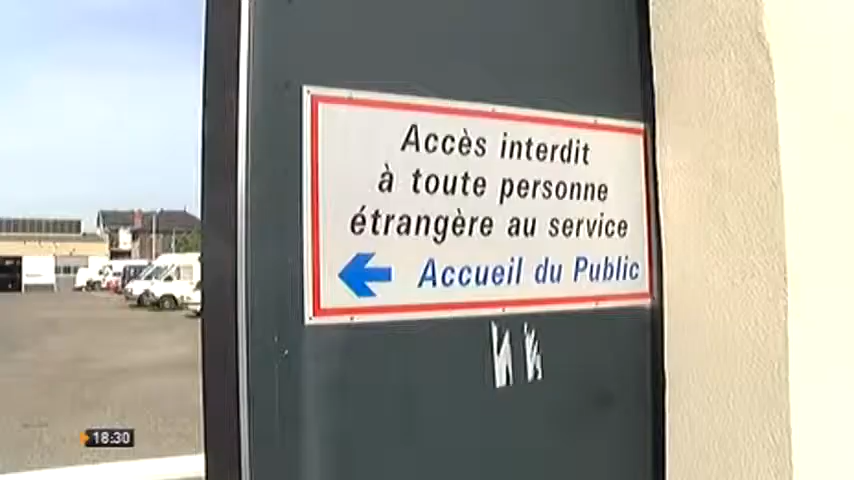 Accès interdit
à toute personne
étrangère au service
Accueil du Public
18:30